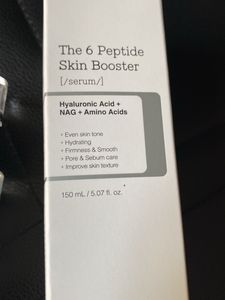 The 6 Peptide
Skin Booster
[/serum/]
Hyaluronic Acid +
NAG + Amino Acids
+ Even skin tone
+ Hydrating
+ Firmness & Smooth
+ Pore & Sebum care
+ Improve skin texture
150 mL / 5.07 fl. oz.